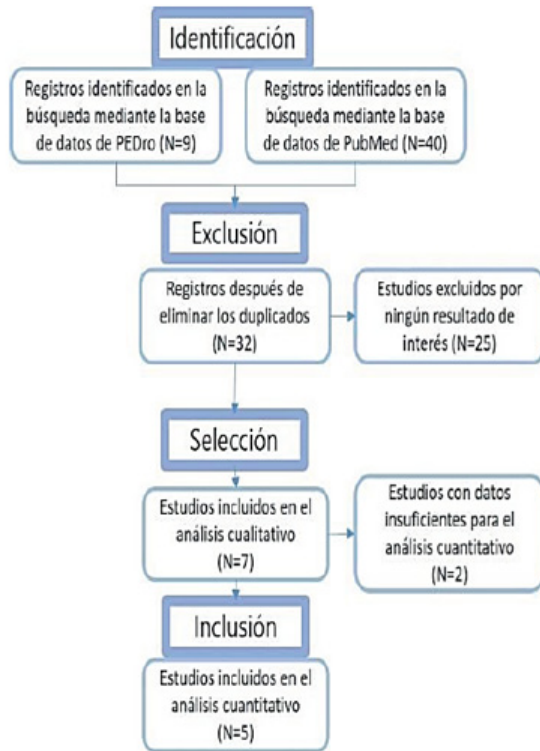 Identificación
Registros identificados en la
búsqueda mediante la base
de datos de PEDro (N=9)
Registros identificados en la
búsqueda mediante la base
de datos de PubMed (N=40)
Exclusión
Registros después de
eliminar los duplicados
(N=32)
Estudios excluidos por
ningún resultado de
interés (N=25)
Selección
Estudios incluidos en el
análisis cualitativo
(N=7)
Estudios con datos
insuficientes para el
análisis cuantitativo
(N=2)
Inclusión
Estudios incluidos en el
análisis cuantitativo
(N=5)